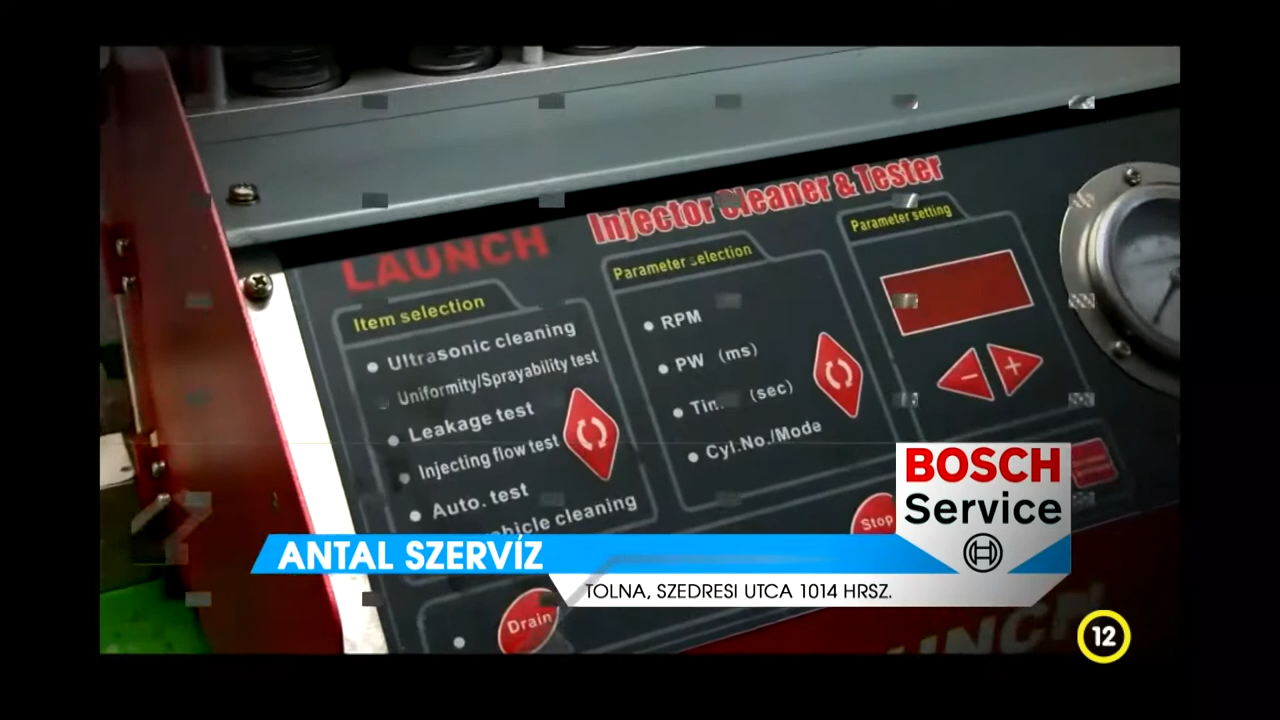 Injector Cleaner & Tester
LAUNCH
Item selection
Ultrasonic cleaning
Uniformity/Sprayability test
Leakage test
Injecting flow test
Auto. test
cleaning
Parameter selection
RPM
PW (ms)
(sec)
Cyl.No./Mode
Parameter setting
− +
Stop
Drain
BOSCH
Service
ANTAL SZERVÍZ
TOLNA, SZEDRESI UTCA 1014 HRSZ.
12